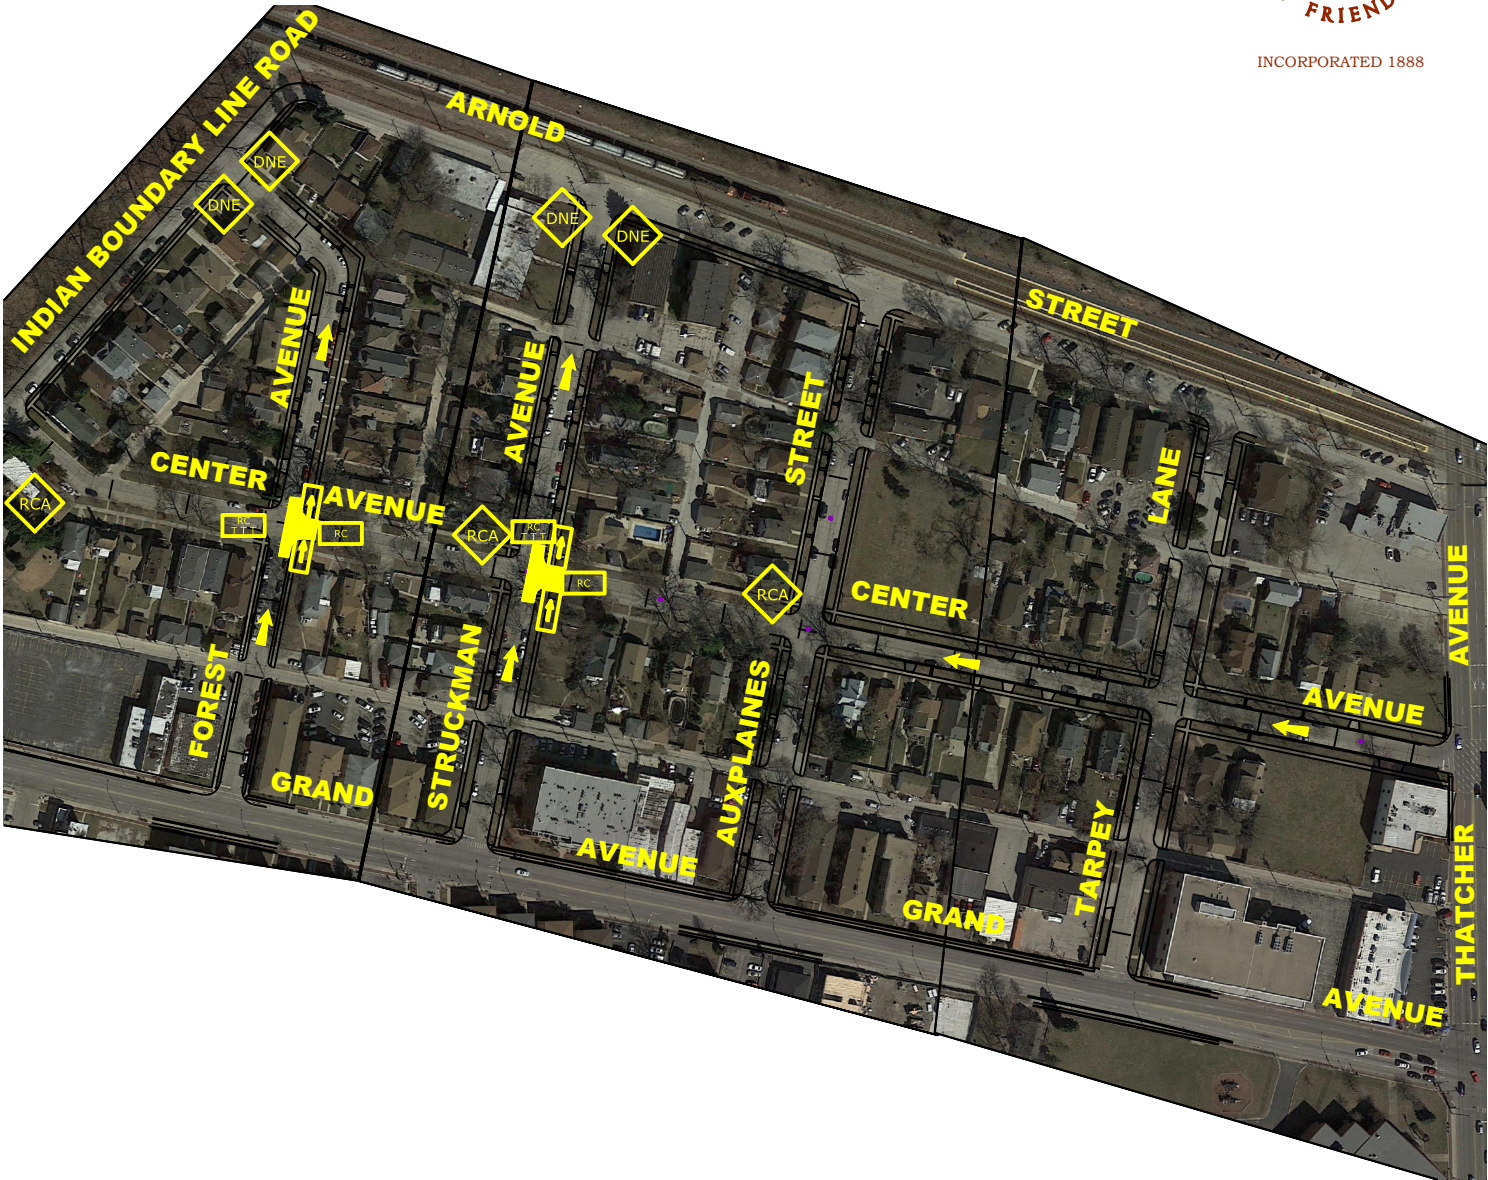 FRIEND
INCORPORATED 1888
INDIAN BOUNDARY LINE ROAD
ARNOLD
STREET
DNE
DNE
DNE
DNE
AVENUE
AVENUE
STREET
LANE
CENTER
AVENUE
RCA
RC
T T T
RC
RCA
RC
T T T
RC
RCA
CENTER
AVENUE
AVENUE
FOREST
STRUCKMAN
AUXPLAINES
TARPEY
THATCHER
GRAND
AVENUE
GRAND
AVENUE